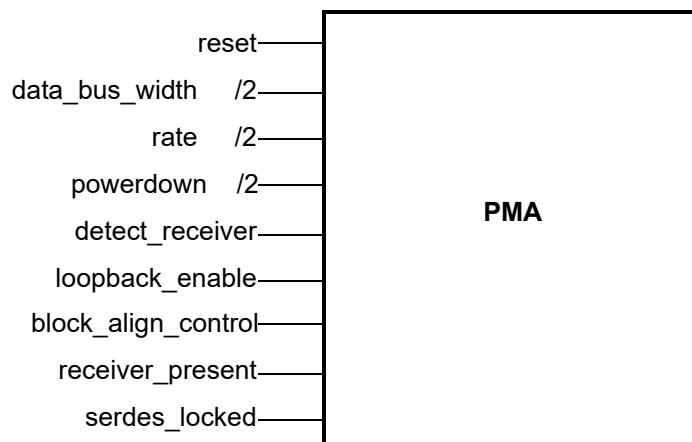 reset
data_bus_width /2
rate /2
powerdown /2
PMA
detect_receiver
loopback_enable
block_align_control
receiver_present
serdes_locked